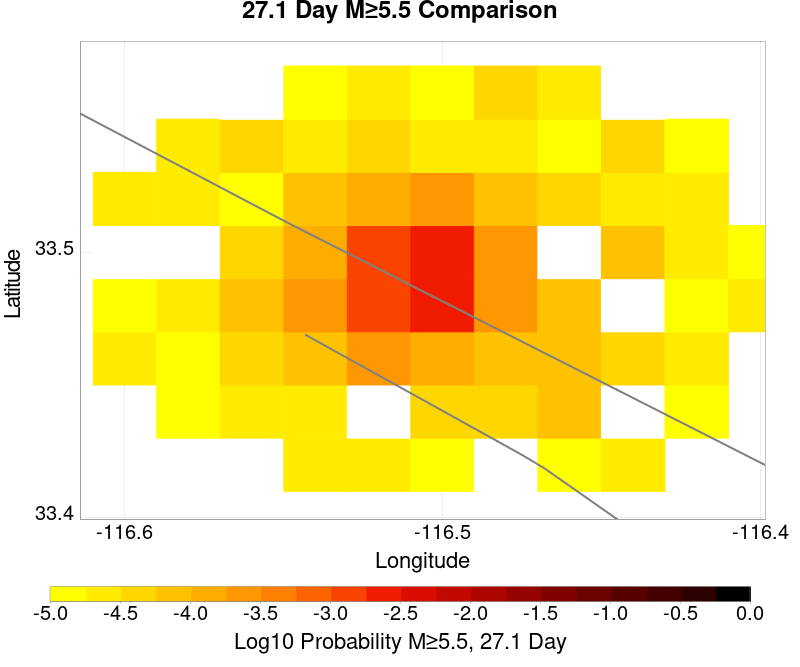 27.1 Day M≥5.5 Comparison
Latitude
33.5
33.4
-116.6 -116.5 -116.4
Longitude
-5.0 -4.5 -4.0 -3.5 -3.0 -2.5 -2.0 -1.5 -1.0 -0.5 0.0
Log10 Probability M≥5.5, 27.1 Day